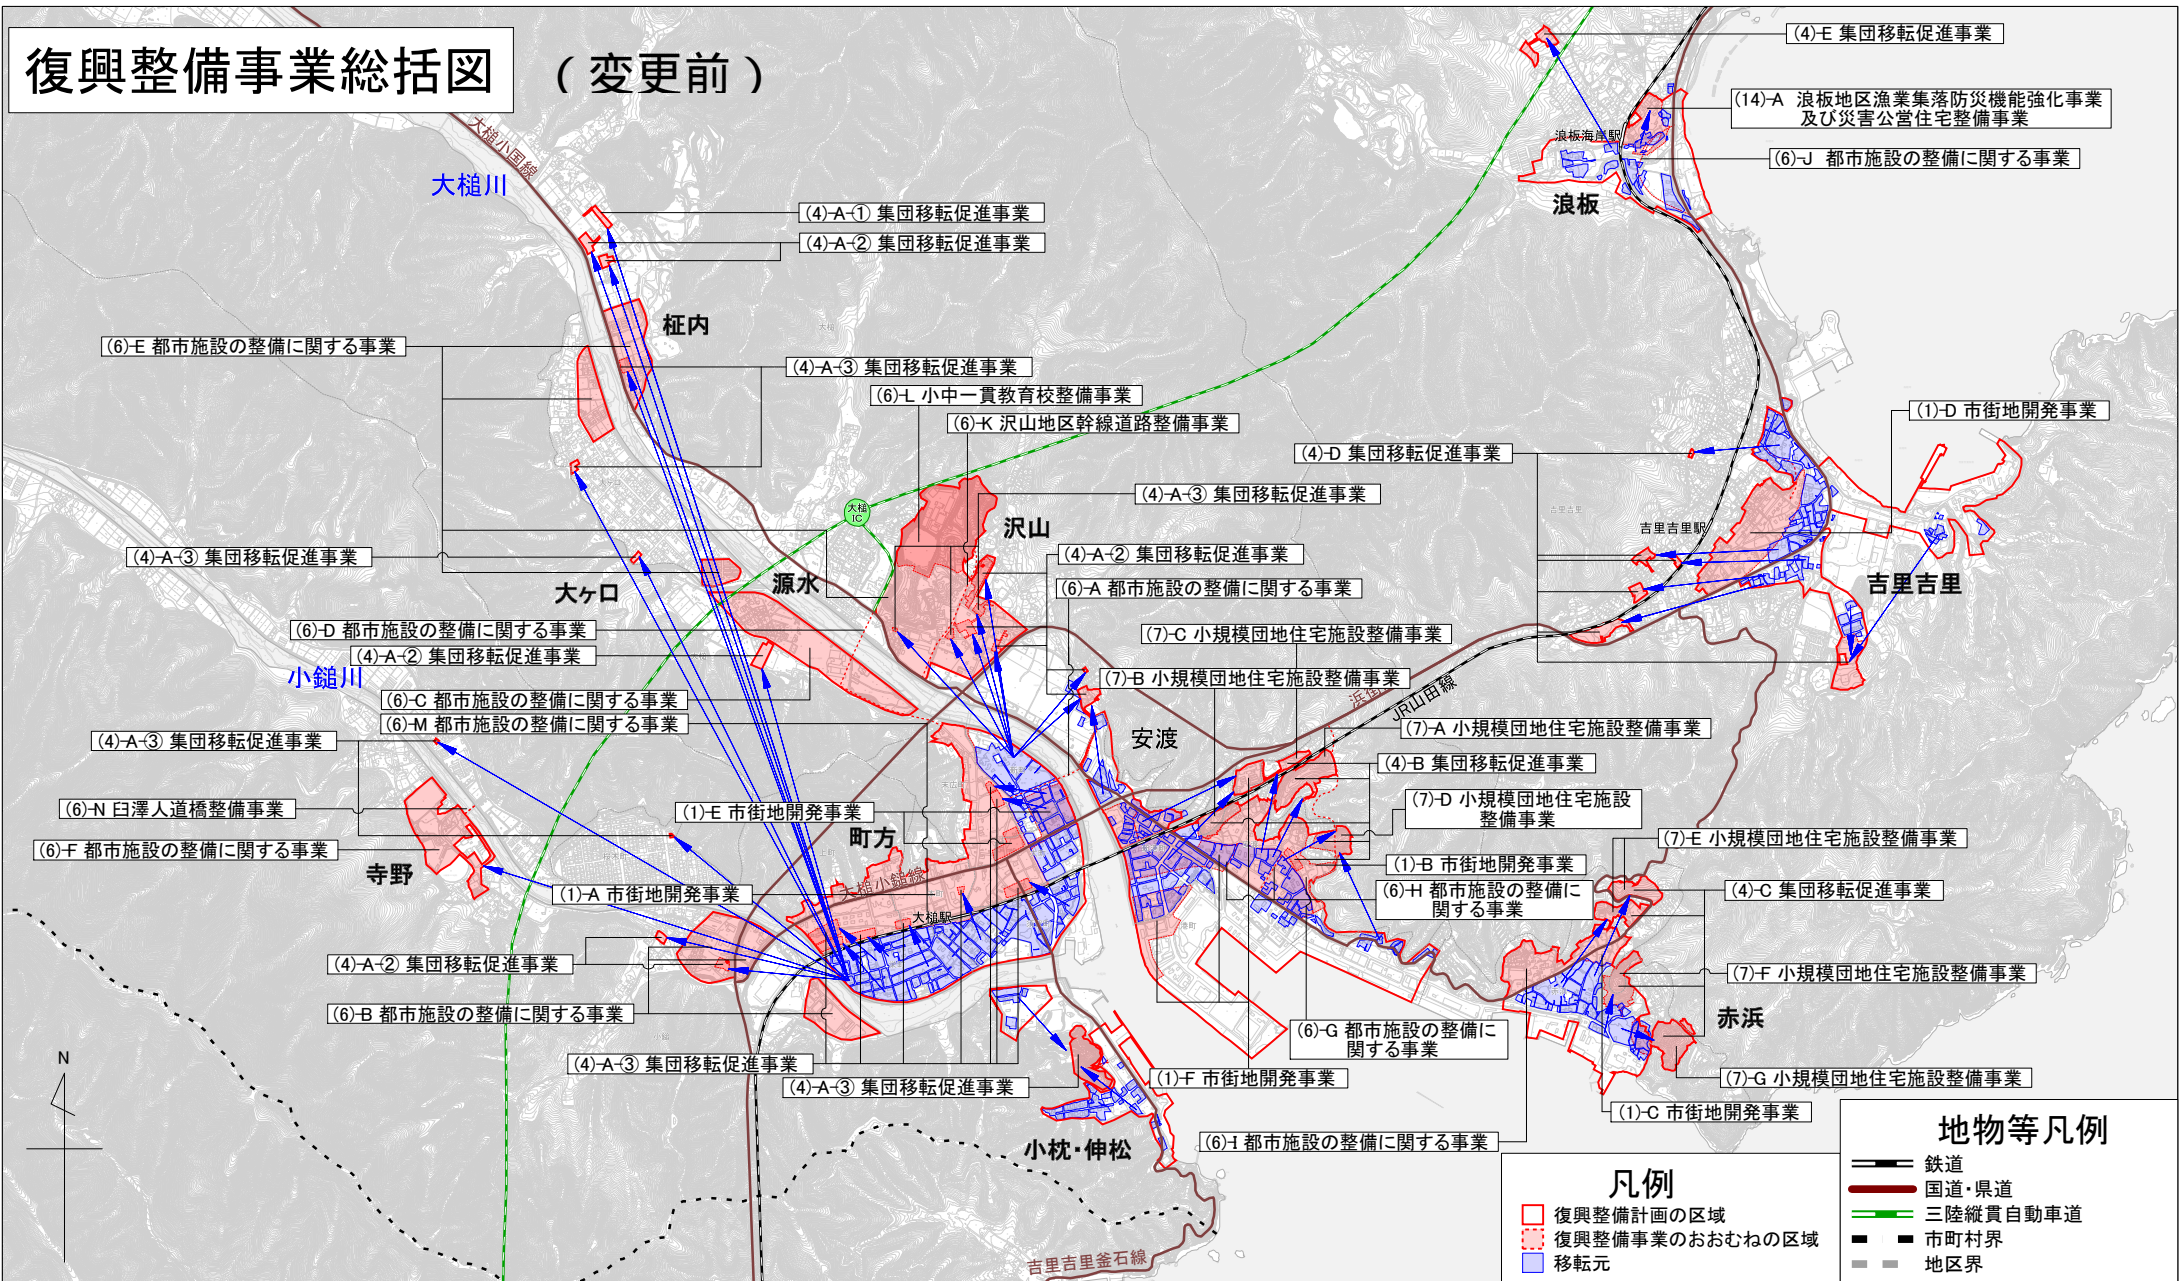 復興整備事業総括図
(変更前)
(4)-E 集団移転促進事業
(14)-A 浪板地区漁業集落防災機能強化事業
及び災害公営住宅整備事業
(6)-J 都市施設の整備に関する事業
浪板海岸駅
浪板
大槌小国線
大槌川
(4)-A-① 集団移転促進事業
(4)-A-② 集団移転促進事業
柾内
(6)-E 都市施設の整備に関する事業
(4)-A-③ 集団移転促進事業
(6)-L 小中一貫教育校整備事業
(6)-K 沢山地区幹線道路整備事業
(1)-D 市街地開発事業
(4)-D 集団移転促進事業
(4)-A-③ 集団移転促進事業
大槌
IC
沢山
吉里吉里駅
吉里吉里
(4)-A-③ 集団移転促進事業
大ヶ口
源水
(4)-A-② 集団移転促進事業
(6)-A 都市施設の整備に関する事業
(6)-D 都市施設の整備に関する事業
(7)-C 小規模団地住宅施設整備事業
(4)-A-② 集団移転促進事業
小鎚川
(7)-B 小規模団地住宅施設整備事業
(6)-C 都市施設の整備に関する事業
(6)-M 都市施設の整備に関する事業
JR山田線
(7)-A 小規模団地住宅施設整備事業
(4)-A-③ 集団移転促進事業
安渡
(4)-B 集団移転促進事業
(6)-N 臼澤人道橋整備事業
(1)-E 市街地開発事業
(7)-D 小規模団地住宅施設
整備事業
町方
(7)-E 小規模団地住宅施設整備事業
(6)-F 都市施設の整備に関する事業
寺野
(1)-B 市街地開発事業
(1)-A 市街地開発事業
大槌小鎚線
大槌駅
(6)-H 都市施設の整備に
関する事業
(4)-C 集団移転促進事業
(4)-A-② 集団移転促進事業
(7)-F 小規模団地住宅施設整備事業
(6)-B 都市施設の整備に関する事業
赤浜
(6)-G 都市施設の整備に
関する事業
(4)-A-③ 集団移転促進事業
(4)-A-③ 集団移転促進事業
(1)-F 市街地開発事業
(7)-G 小規模団地住宅施設整備事業
(1)-C 市街地開発事業
(6)-I 都市施設の整備に関する事業
小枕・伸松
吉里吉里釜石線
N
凡例
復興整備計画の区域
復興整備事業のおおむねの区域
移転元
地物等凡例
鉄道
国道・県道
三陸縦貫自動車道
市町村界
地区界